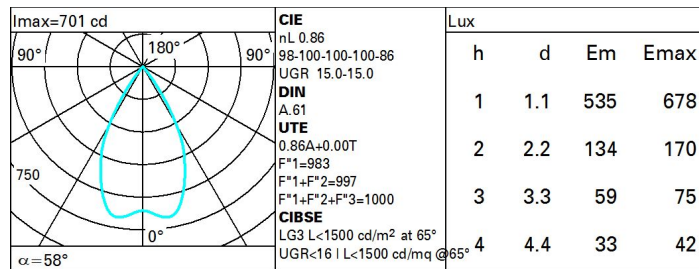 Imax=701 cd
90°
180°
90°
750
0°
α=58°
CIE
nL 0.86
98-100-100-100-86
UGR 15.0-15.0
DIN
A.61
UTE
0.86A+0.00T
F"1=983
F"1+F"2=997
F"1+F"2+F"3=1000
CIBSE
LG3 L<1500 cd/m² at 65°
UGR<16 | L<1500 cd/mq @65°
Lux
h d Em Emax
1 1.1 535 678
2 2.2 134 170
3 3.3 59 75
4 4.4 33 42